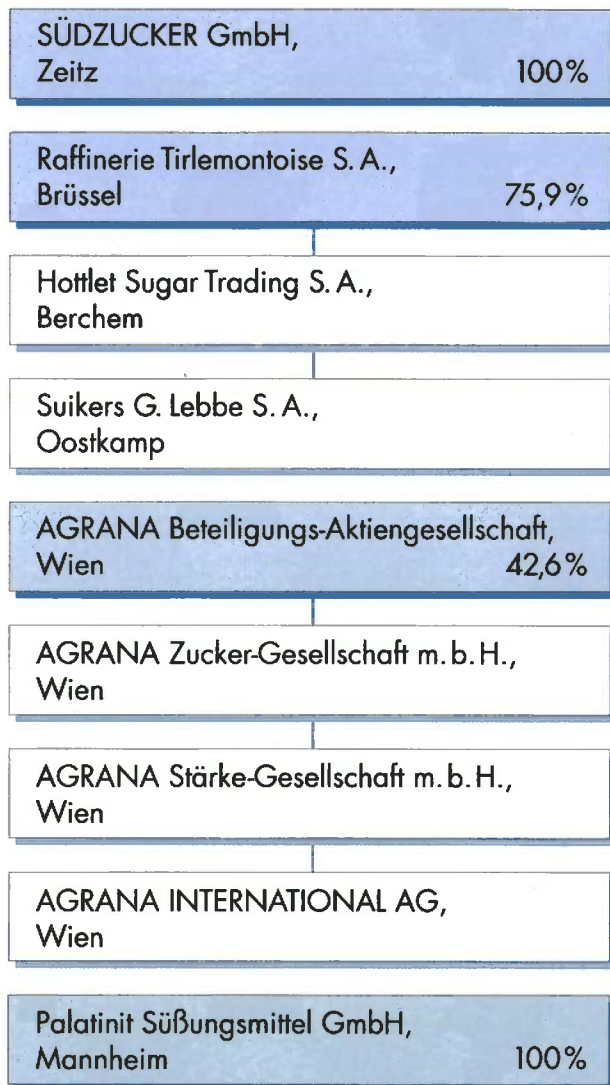 SÜDZUCKER GmbH,
Zeitz 100%
Raffinerie Tirlemontoise S. A.,
Brüssel 75,9%
Hottlet Sugar Trading S. A.,
Berchem
Suikers G. Lebbe S. A.,
Oostkamp
AGRANA Beteiligungs-Aktiengesellschaft,
Wien 42,6%
AGRANA Zucker-Gesellschaft m. b. H.,
Wien
AGRANA Stärke-Gesellschaft m. b. H.,
Wien
AGRANA INTERNATIONAL AG,
Wien
Palatinit Süßungsmittel GmbH,
Mannheim 100%